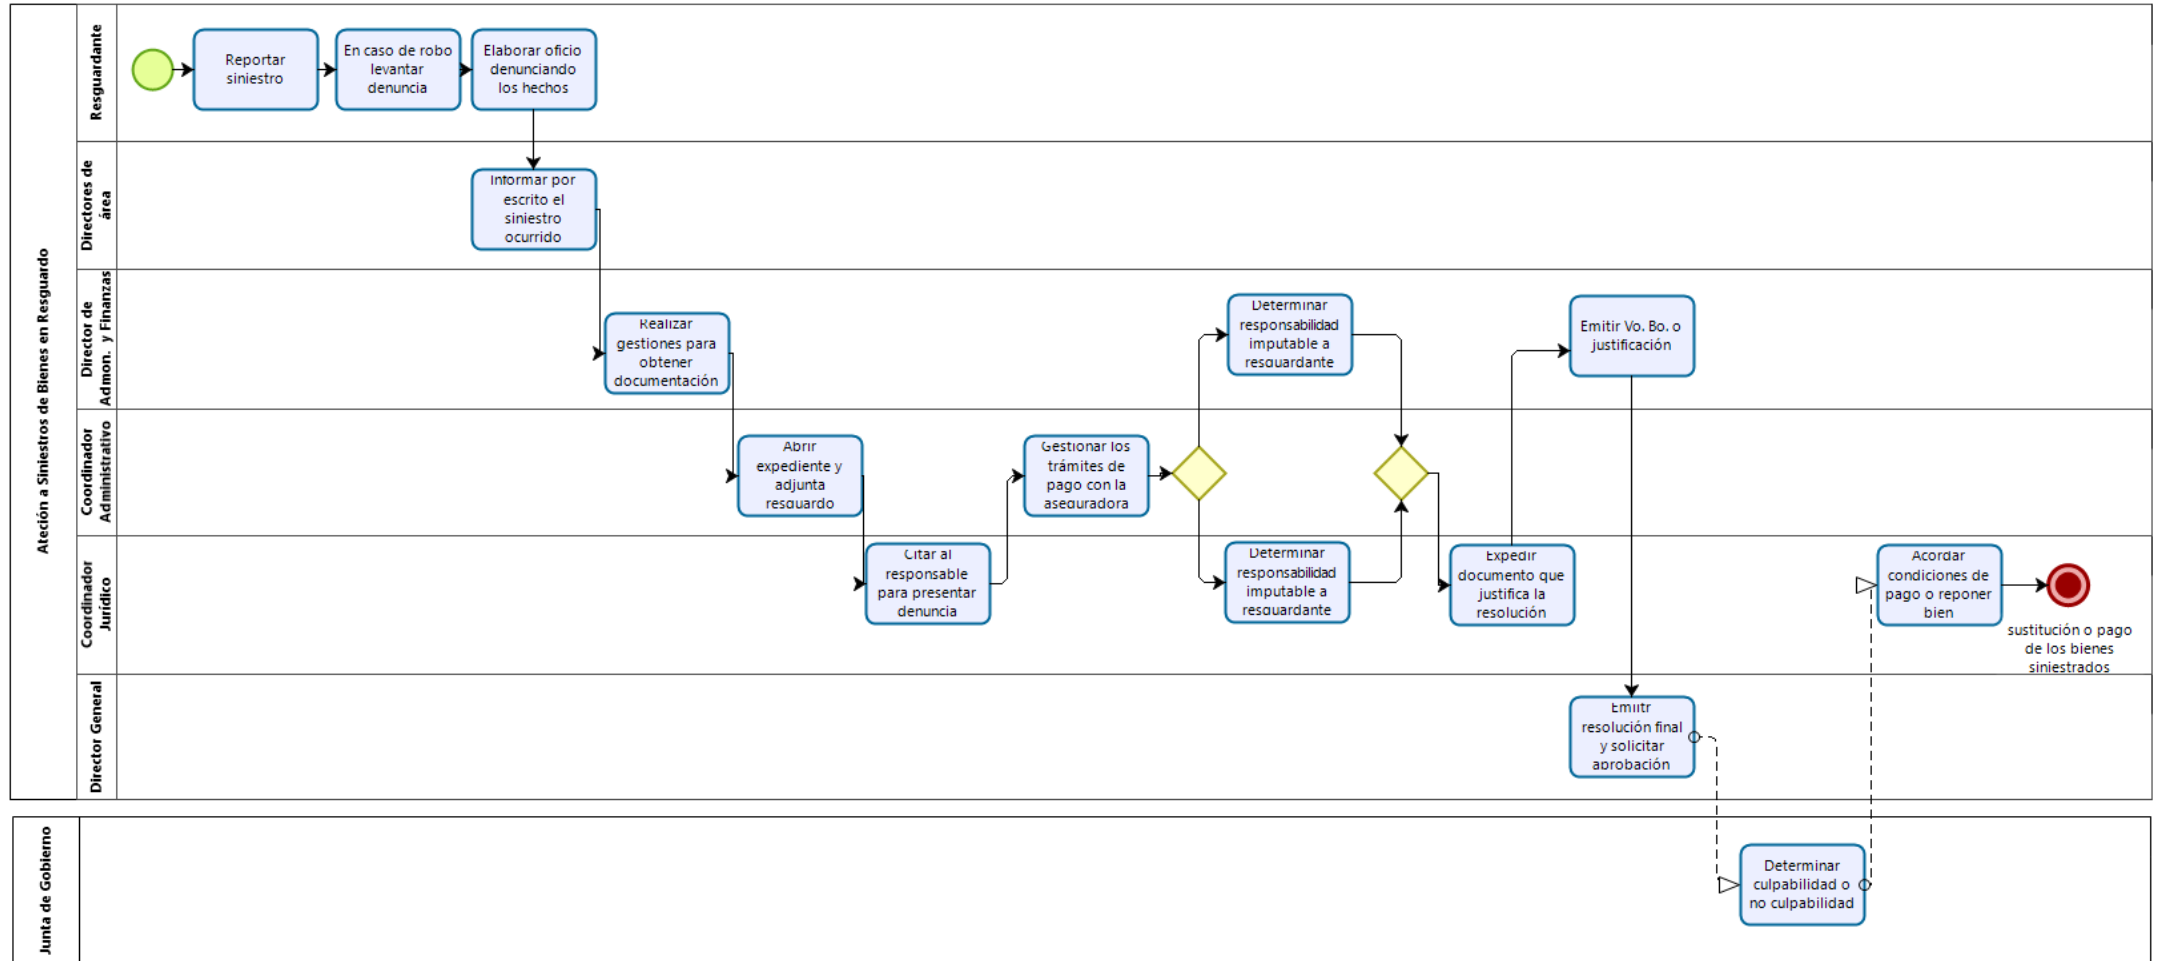 Ateción a Siniestros de Bienes en Resguardo
Resguardante
Reportar
siniestro
En caso de robo
levantar
denuncia
Elaborar oficio
denunciando
los hechos
Directores de
área
Informar por
escrito el
siniestro
ocurrido
Director de
Admon. y Finanzas
Realizar
gestiones para
obtener
documentación
Determinar
responsabilidad
imputable a
resguardante
Emitir Vo. Bo. o
justificación
Coordinador
Administrativo
Abrir
expediente y
adjunta
resguardo
Gestionar los
trámites de
pago con la
aseguradora
Coordinador
Jurídico
Citar al
responsable
para presentar
denuncia
Determinar
responsabilidad
imputable a
resguardante
Expedir
documento que
justifica la
resolución
Acordar
condiciones de
pago o reponer
bien
sustitución o pago
de los bienes
siniestrados
Director General
Emiitr
resolución final
y solicitar
aprobación
Junta de Gobierno
Determinar
culpabilidad o
no culpabilidad